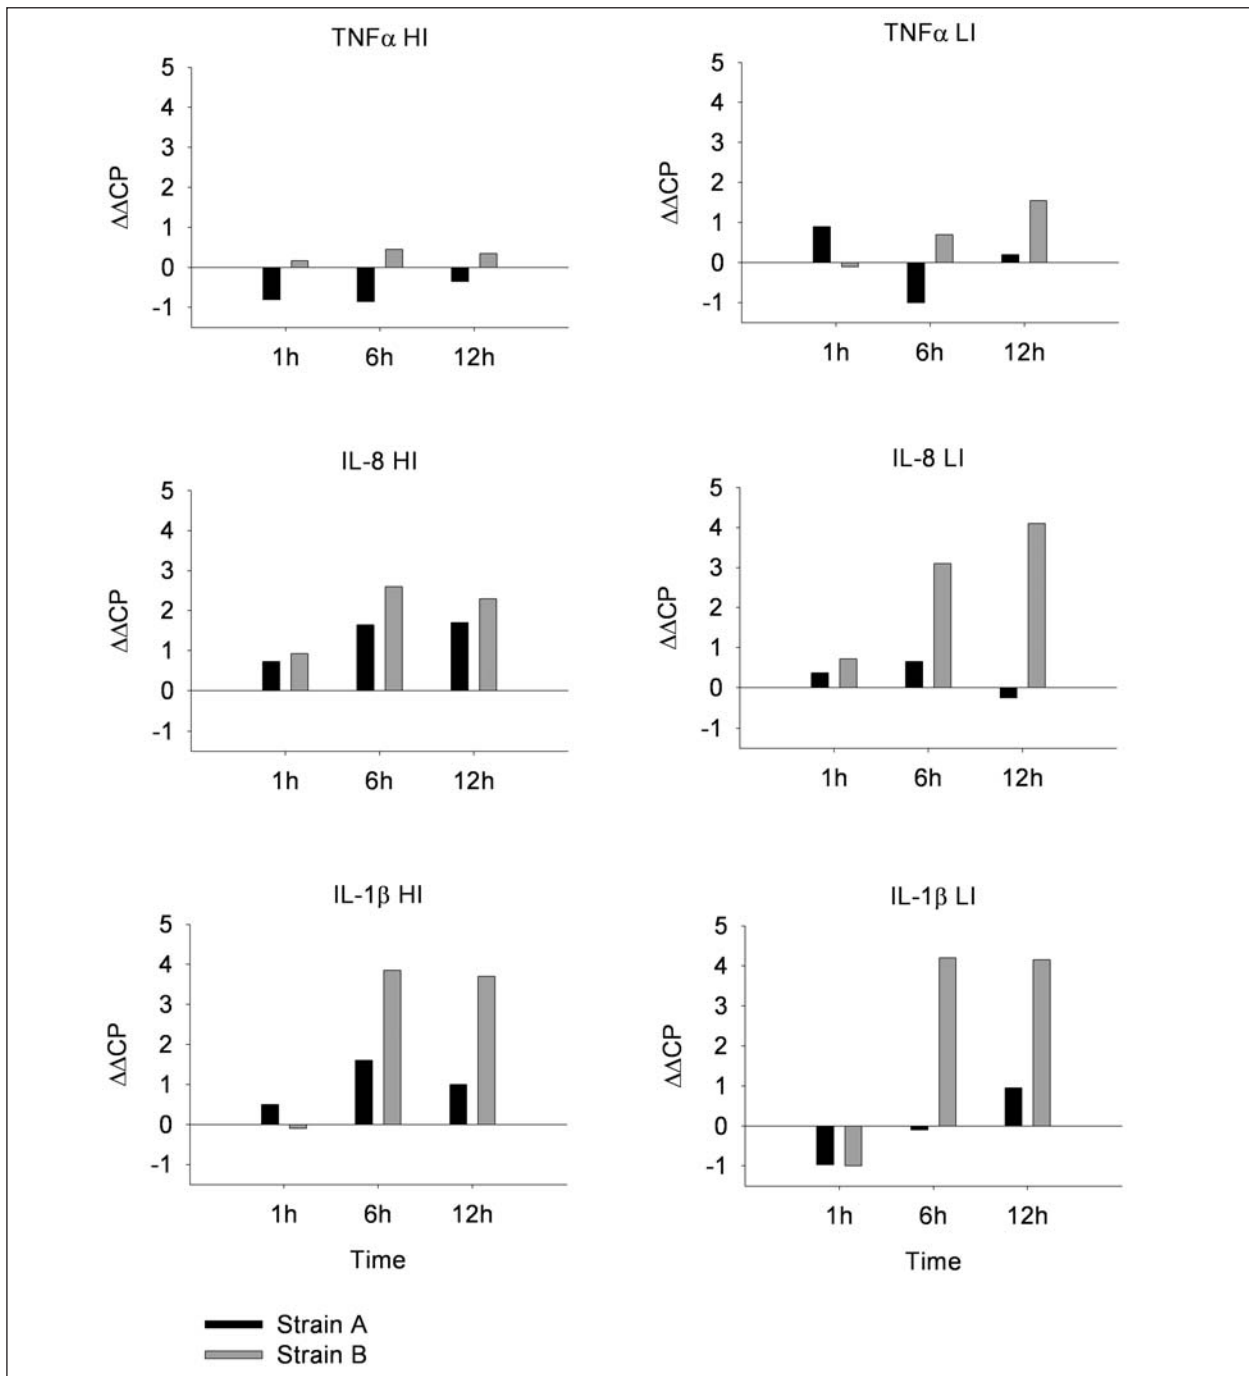 TNFα HI
5
4
3
2
1
0
-1
ΔΔCP
1h 6h 12h
TNFα LI
5
4
3
2
1
0
-1
ΔΔCP
1h 6h 12h
IL-8 HI
5
4
3
2
1
0
-1
ΔΔCP
1h 6h 12h
IL-8 LI
5
4
3
2
1
0
-1
ΔΔCP
1h 6h 12h
IL-1β HI
5
4
3
2
1
0
-1
ΔΔCP
1h 6h 12h
Time
IL-1β LI
5
4
3
2
1
0
-1
ΔΔCP
1h 6h 12h
Time
Strain A
Strain B